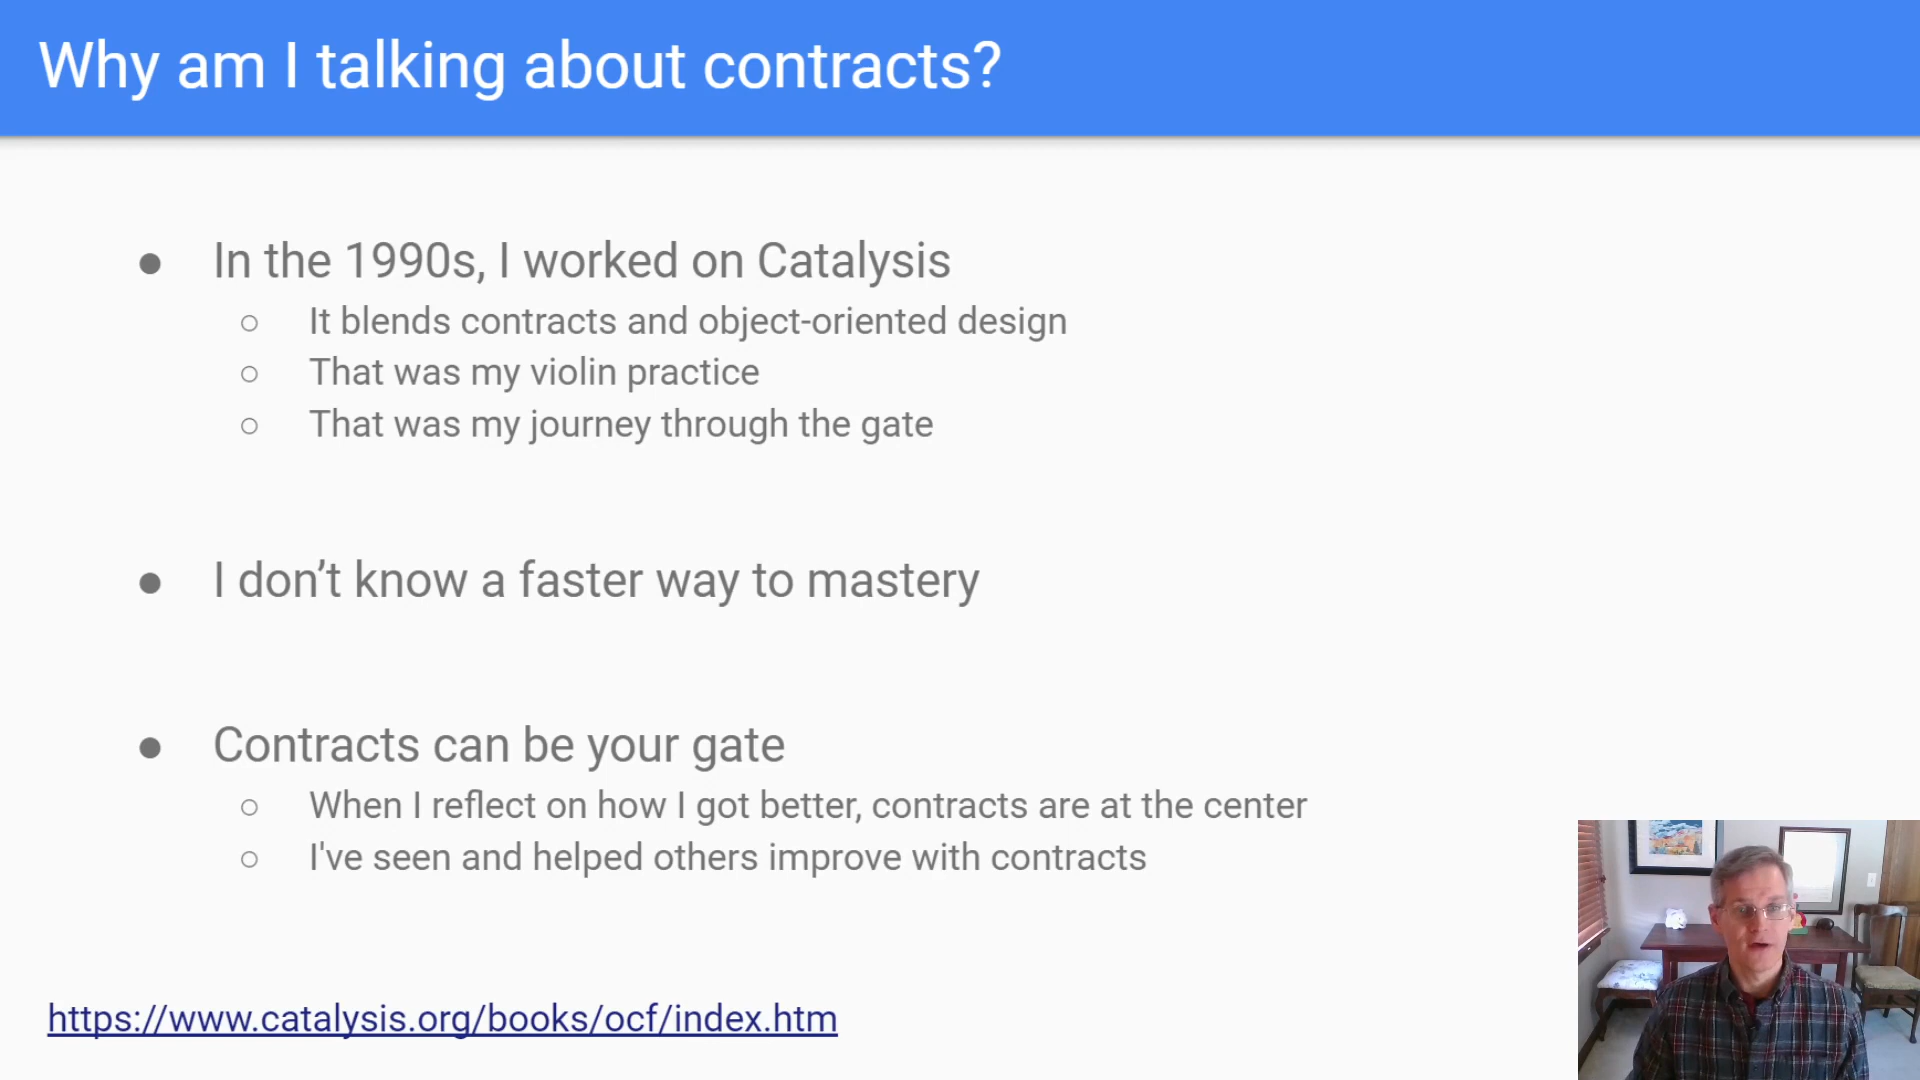 Why am I talking about contracts?
● In the 1990s, I worked on Catalysis
○ It blends contracts and object-oriented design
○ That was my violin practice
○ That was my journey through the gate
● I don’t know a faster way to mastery
● Contracts can be your gate
○ When I reflect on how I got better, contracts are at the center
○ I've seen and helped others improve with contracts
https://www.catalysis.org/books/ocf/index.htm